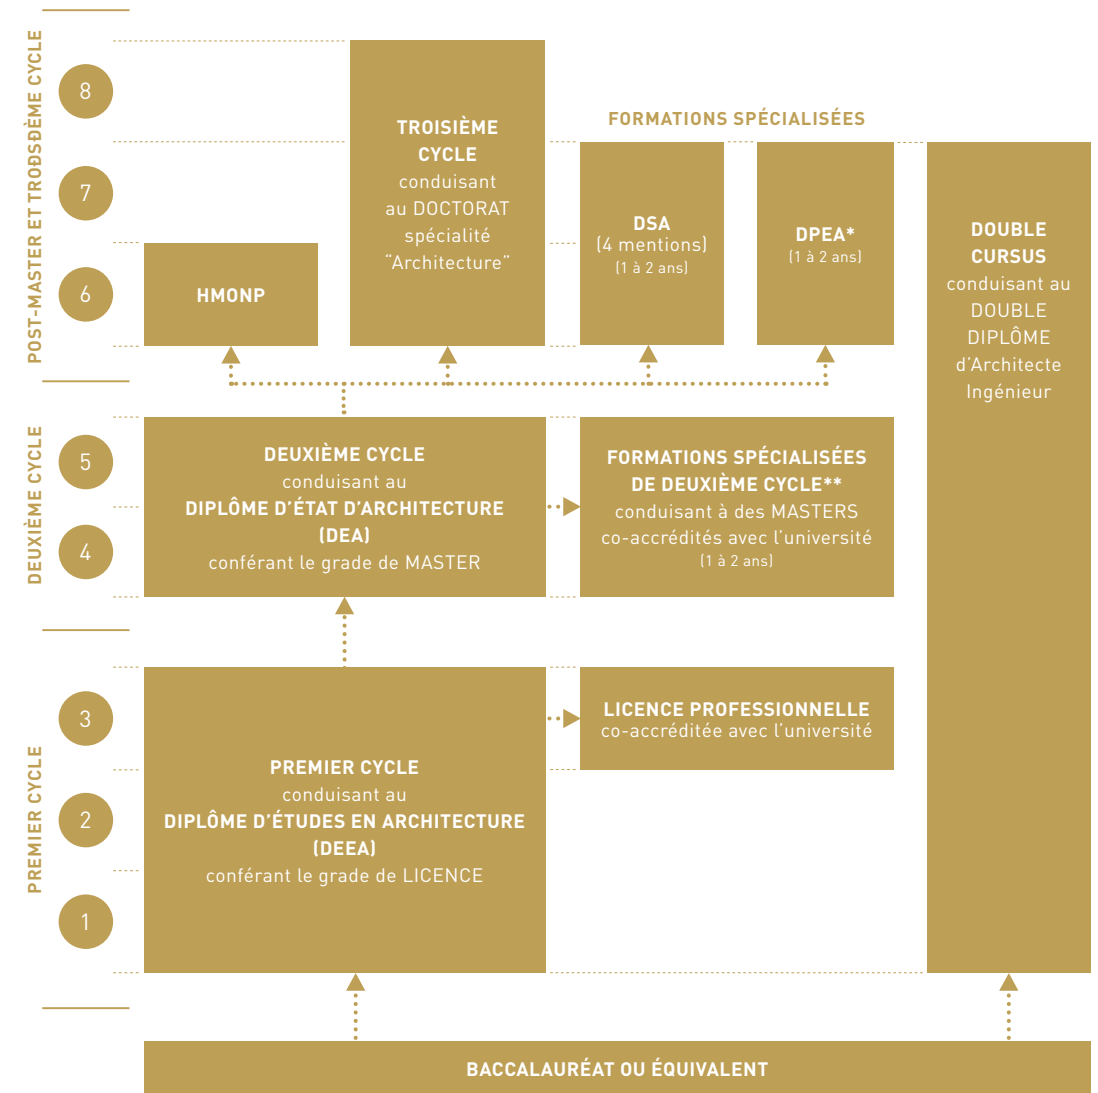 POST-MASTER ET TROÐSÐÈME CYCLE
8
7
6
TROISIÈME
CYCLE
conduisant
au DOCTORAT
spécialité
“Architecture”
HMONP
FORMATIONS SPÉCIALISÉES
DSA
(4 mentions)
(1 à 2 ans)
DPEA*
(1 à 2 ans)
DOUBLE
CURSUS
conduisant au
DOUBLE
DIPLÔME
d’Architecte
Ingénieur
DEUXIÈME CYCLE
5
4
DEUXIÈME CYCLE
conduisant au
DIPLÔME D’ÉTAT D’ARCHITECTURE
(DEA)
conférant le grade de MASTER
FORMATIONS SPÉCIALISÉES
DE DEUXIÈME CYCLE**
conduisant à des MASTERS
co-accrédités avec l’université
(1 à 2 ans)
PREMIER CYCLE
3
2
1
PREMIER CYCLE
conduisant au
DIPLÔME D’ÉTUDES EN ARCHITECTURE
(DEEA)
conférant le grade de LICENCE
LICENCE PROFESSIONNELLE
co-accréditée avec l’université
BACCALAURÉAT OU ÉQUIVALENT